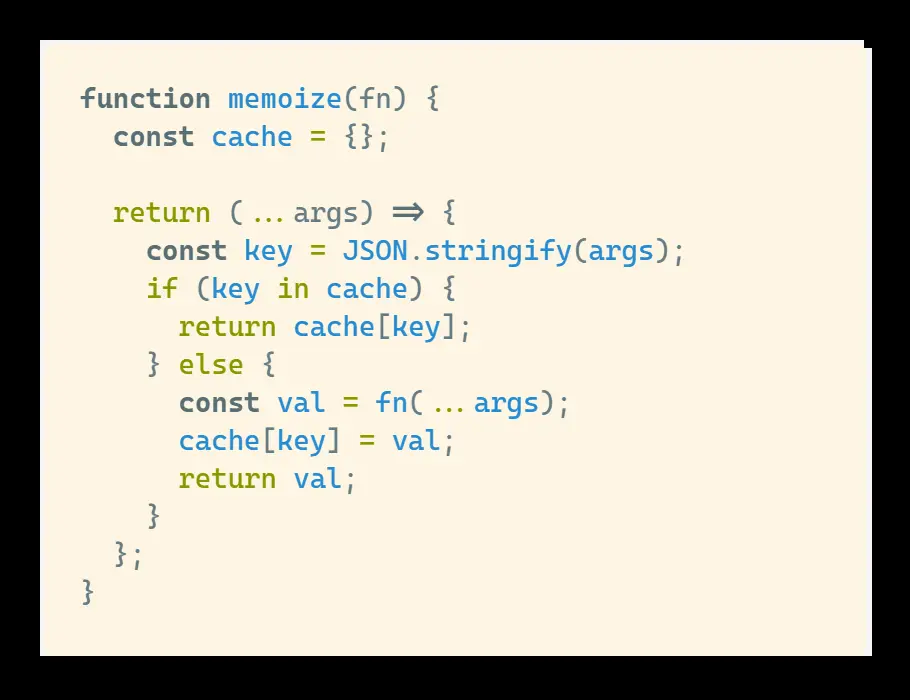 function memoize(fn) {
  const cache = {};

  return (...args) => {
    const key = JSON.stringify(args);
    if (key in cache) {
      return cache[key];
    } else {
      const val = fn(...args);
      cache[key] = val;
      return val;
    }
  };
}